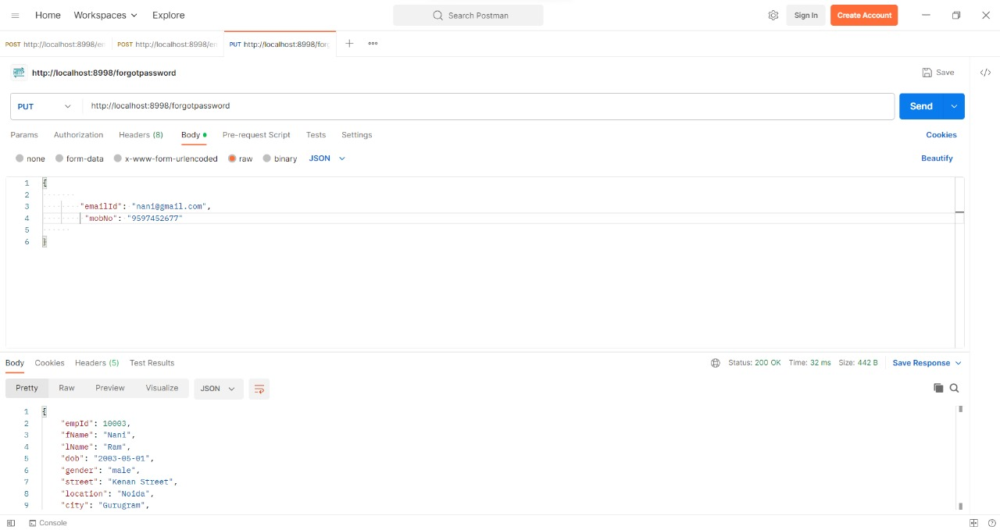 Home Workspaces Explore Search Postman Sign In Create Account
POST http://localhost:8998/en POST http://localhost:8998/en PUT http://localhost:8998/forg
HTTP http://localhost:8998/forgotpassword Save
PUT http://localhost:8998/forgotpassword Send
Params Authorization Headers (8) Body Pre-request Script Tests Settings Cookies
none form-data x-www-form-urlencoded raw binary JSON Beautify
1 {
2
3 "emailId": "nani@gmail.com",
4 "mobNo": "9597452677"
5
6 }
Body Cookies Headers (5) Test Results Status: 200 OK Time: 32 ms Size: 442 B Save Response
Pretty Raw Preview Visualize JSON
1 {
2 "empId": 10003,
3 "fName": "Nani",
4 "lName": "Ram",
5 "dob": "2003-05-01",
6 "gender": "male",
7 "street": "Kenan Street",
8 "location": "Noida",
9 "city": "Gurugram",
Console